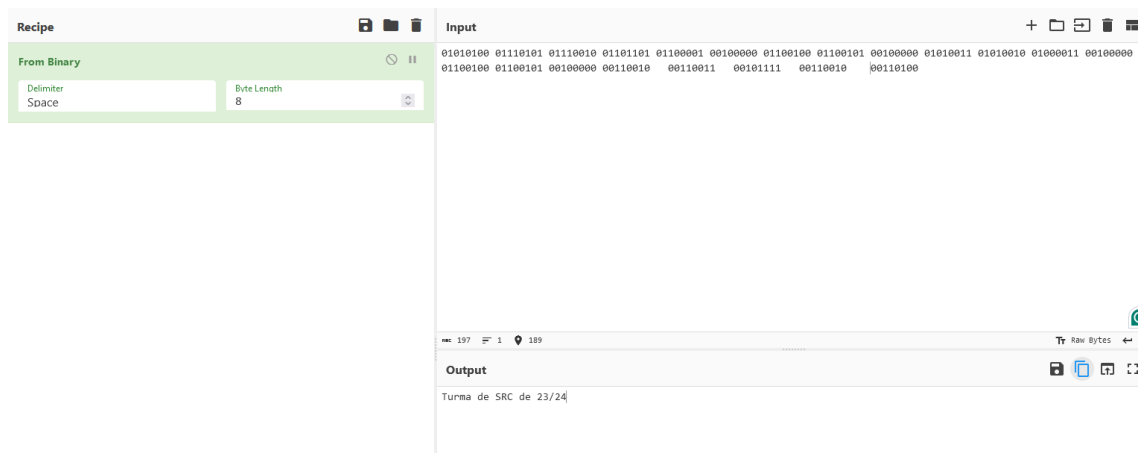 Recipe
From Binary
Delimiter
Space
Byte Length
8
Input
01010100 01110101 01110010 01101101 01100001 00100000 01100100 01100101 00100000 01010011 01010010 01000011 00100000
01100100 01100101 00100000 00110010 00110011 00101111 00110010 00110100
ABC 197 1 189
Tт Raw Bytes
Output
Turma de SRC de 23/24